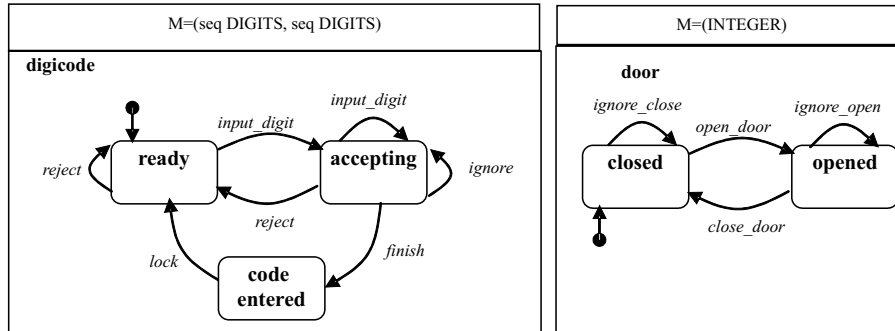 M=(seq DIGITS, seq DIGITS)
digicode
input_digit
input_digit
reject
ready
accepting
ignore
reject
lock
finish
code
entered
M=(INTEGER)
door
ignore_close
open_door
ignore_open
closed
opened
close_door